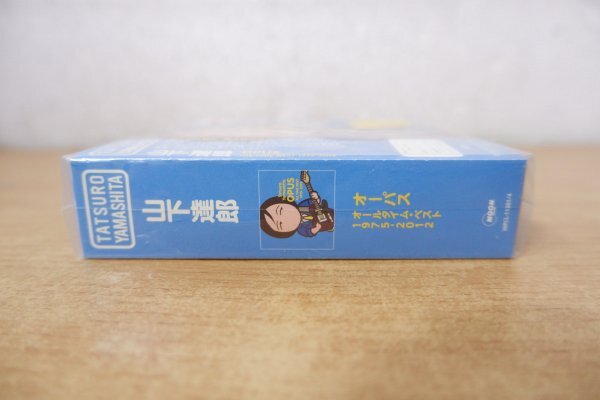 TATSURO
YAMASHITA
山下達郎
OPUS
オーパス
オールタイム・ベスト
1975-2012
MOON